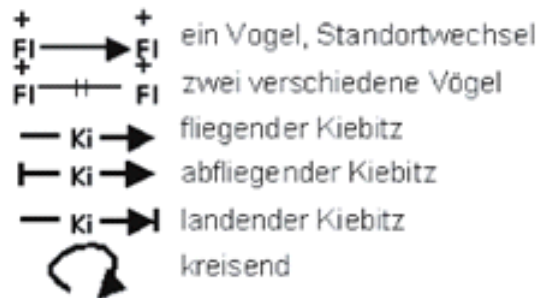 + +
Fl Fl ein Vogel, Standortwechsel
+ +
Fl Fl zwei verschiedene Vögel
Ki fliegender Kiebitz
Ki abfliegender Kiebitz
Ki landender Kiebitz
kreisend